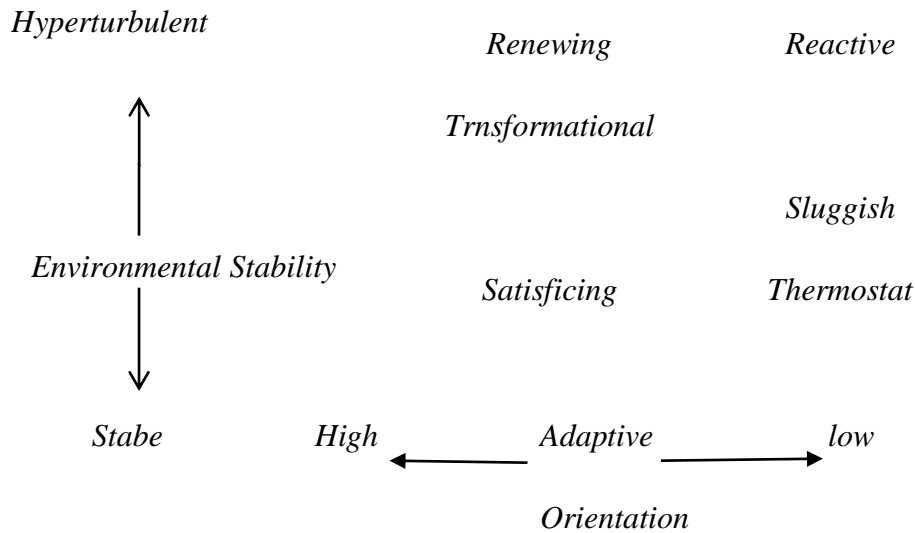 Hyperturbulent
Renewing Reactive
Trnsformational
Sluggish
Environmental Stability
Satisficing Thermostat
Stabe High Adaptive low
Orientation